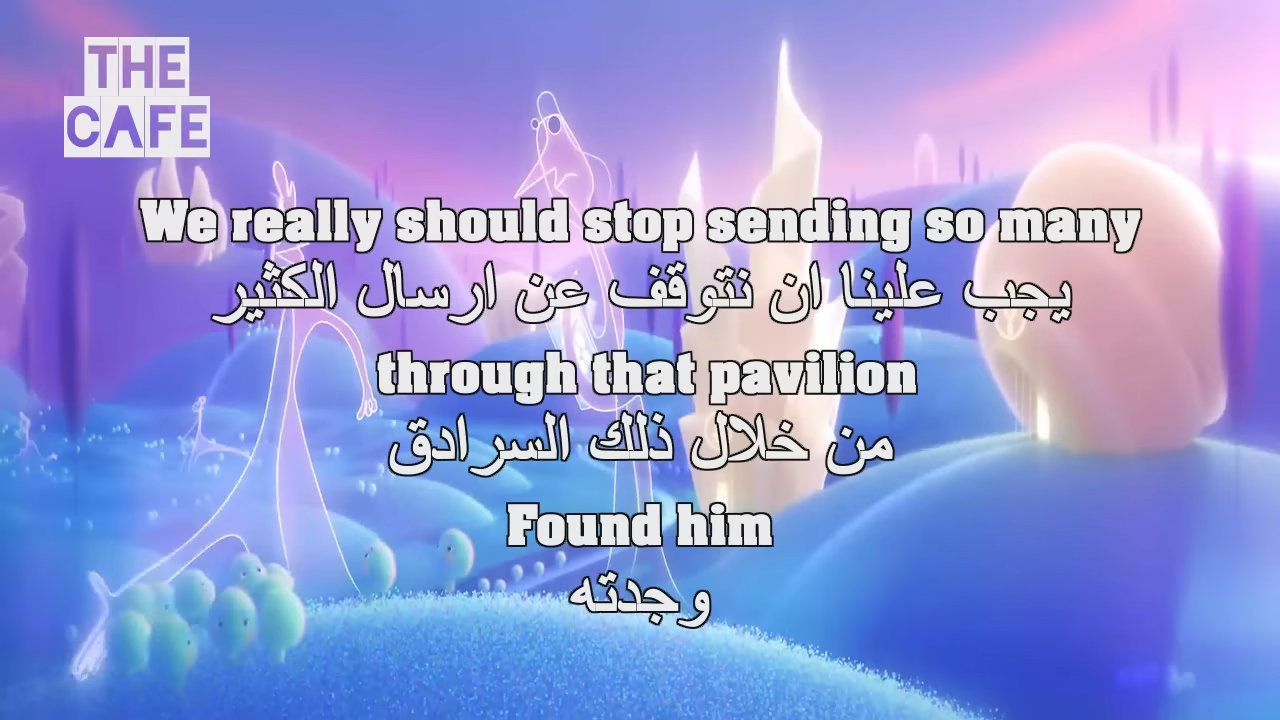 THE
CAFE
We really should stop sending so many
يجب علينا ان نتوقف عن ارسال الكثير
through that pavilion
من خلال ذلك السرادق
Found him
وجدته